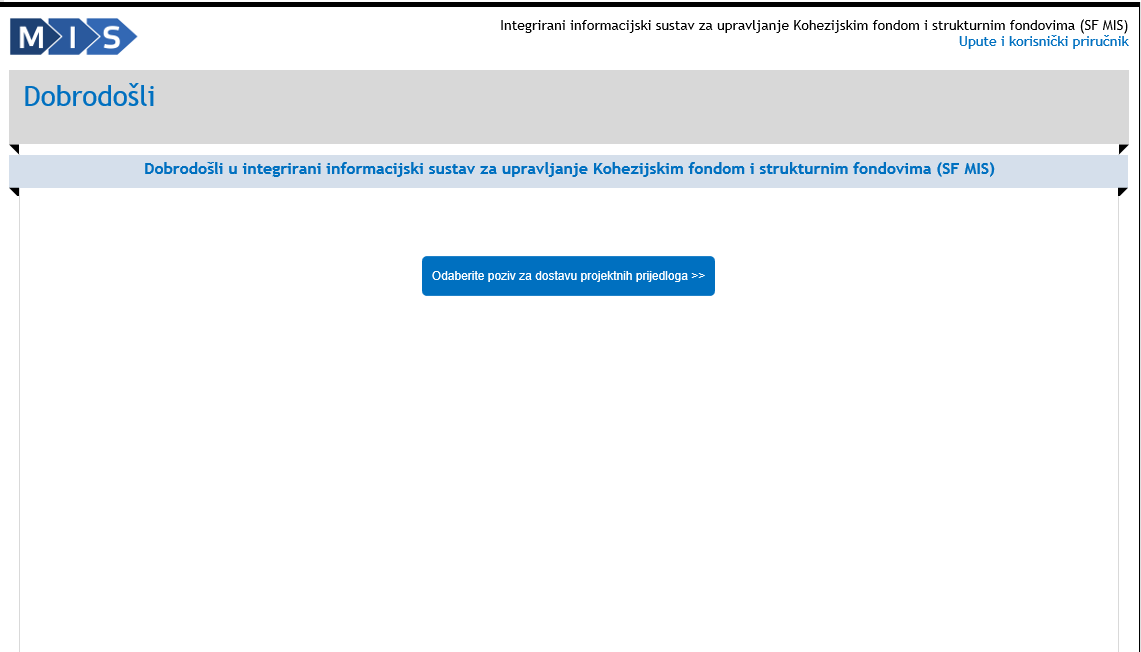 M I S
Integrirani informacijski sustav za upravljanje Kohezijskim fondom i strukturnim fondovima (SF MIS)
Upute i korisnički priručnik
Dobrodošli
Dobrodošli u integrirani informacijski sustav za upravljanje Kohezijskim fondom i strukturnim fondovima (SF MIS)
Odaberite poziv za dostavu projektnih prijedloga >>